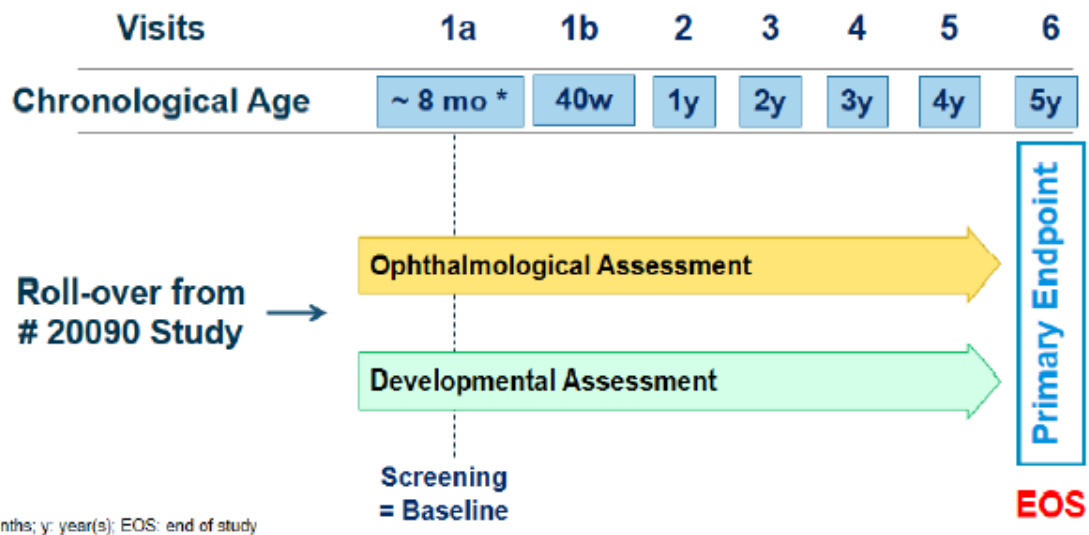 Visits 1a 1b 2 3 4 5 6
Chronological Age ~ 8 mo * 40w 1y 2y 3y 4y 5y
Ophthalmological Assessment
Roll-over from
# 20090 Study
Developmental Assessment
Primary Endpoint
Screening
= Baseline
EOS
nths; y: year(s); EOS: end of study